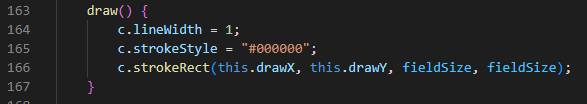 163 draw() {
164 c.lineWidth = 1;
165 c.strokeStyle = "#000000";
166 c.strokeRect(this.drawX, this.drawY, fieldSize, fieldSize);
167 }